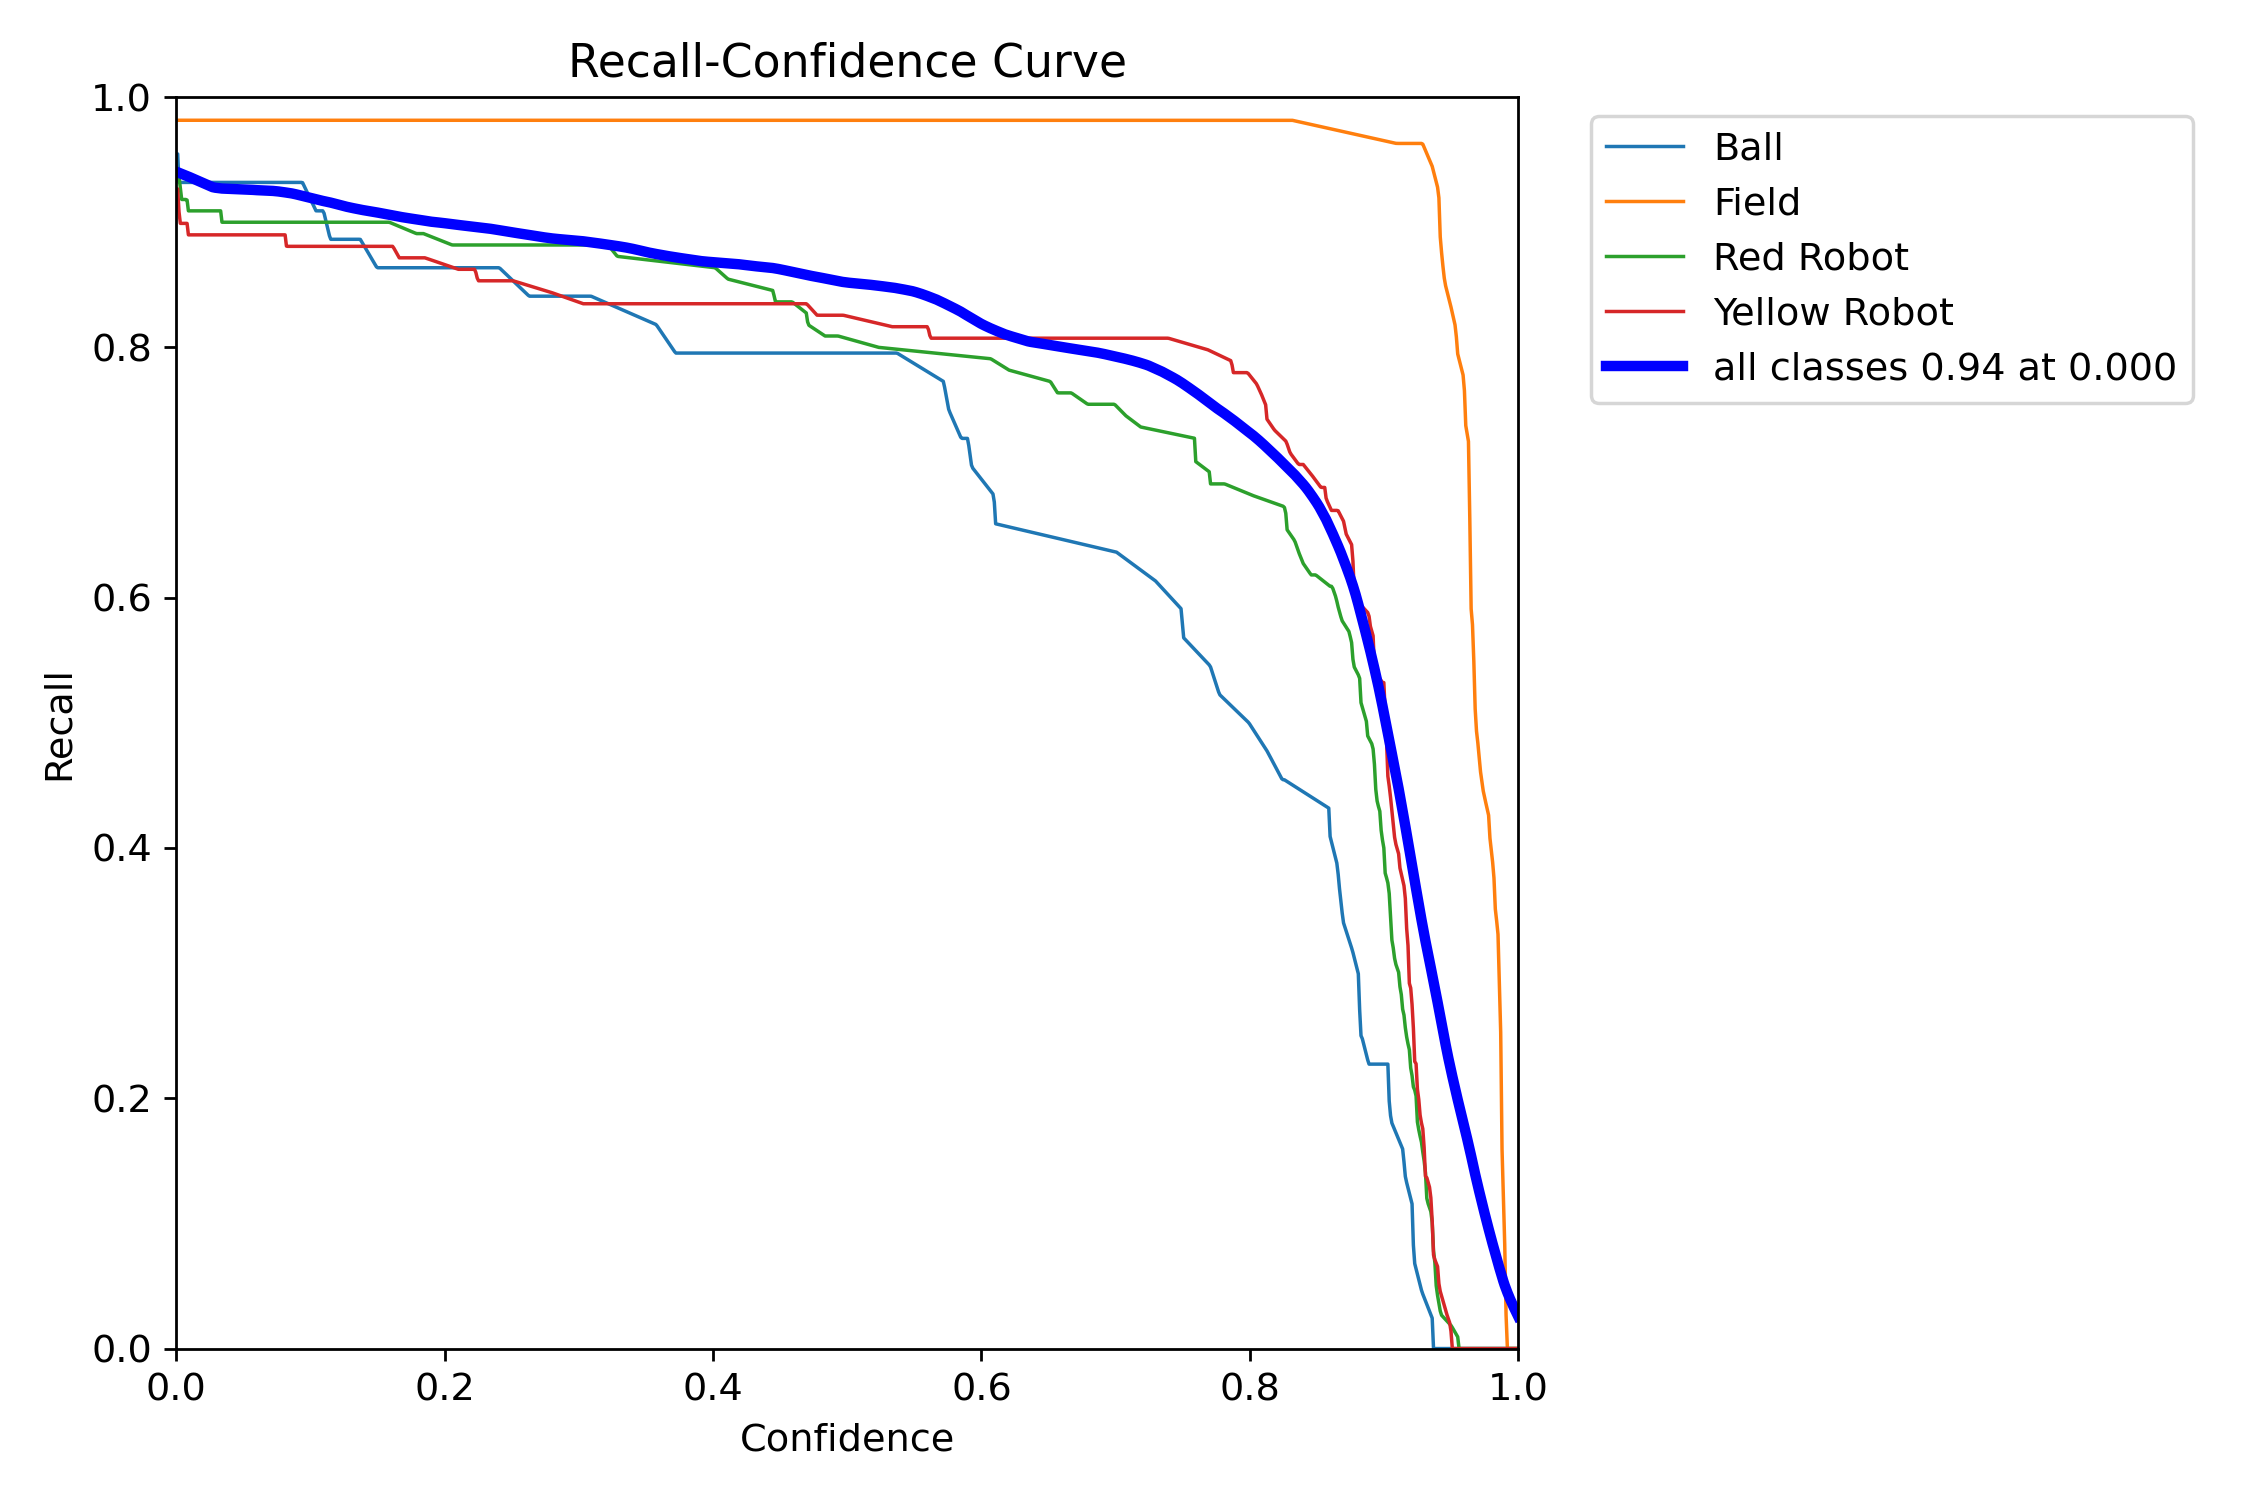 Recall-Confidence Curve
1.0
0.8
0.6
0.4
0.2
0.0
Recall
0.0 0.2 0.4 0.6 0.8 1.0
Confidence
Ball
Field
Red Robot
Yellow Robot
all classes 0.94 at 0.000